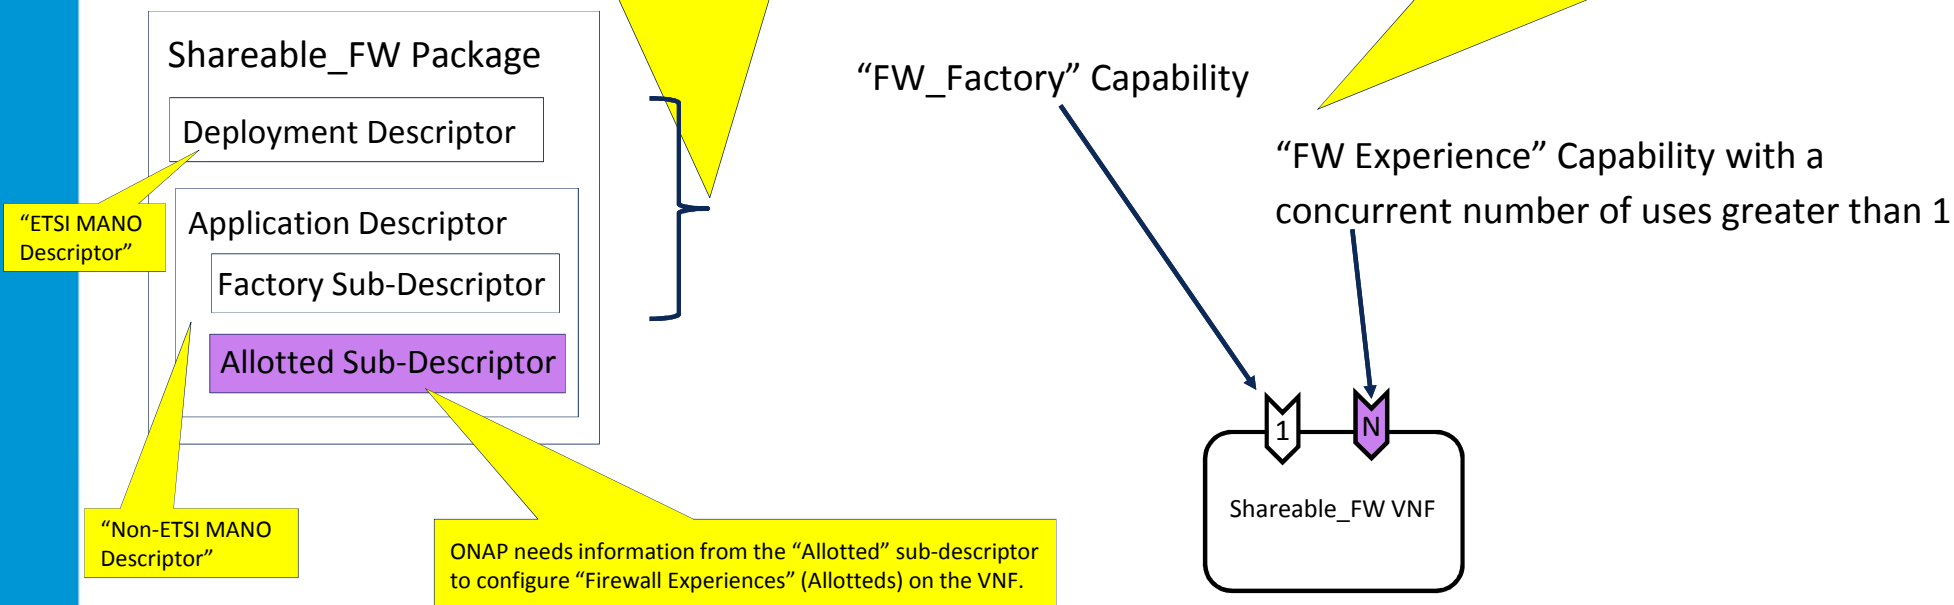 Shareable_FW Package
Deployment Descriptor
“ETSI MANO
Descriptor”
Application Descriptor
Factory Sub-Descriptor
Allotted Sub-Descriptor
“Non-ETSI MANO
Descriptor”
ONAP needs information from the “Allotted” sub-descriptor
to configure “Firewall Experiences” (Allotteds) on the VNF.
“FW_Factory” Capability
“FW Experience” Capability with a
concurrent number of uses greater than 1
1
N
Shareable_FW VNF